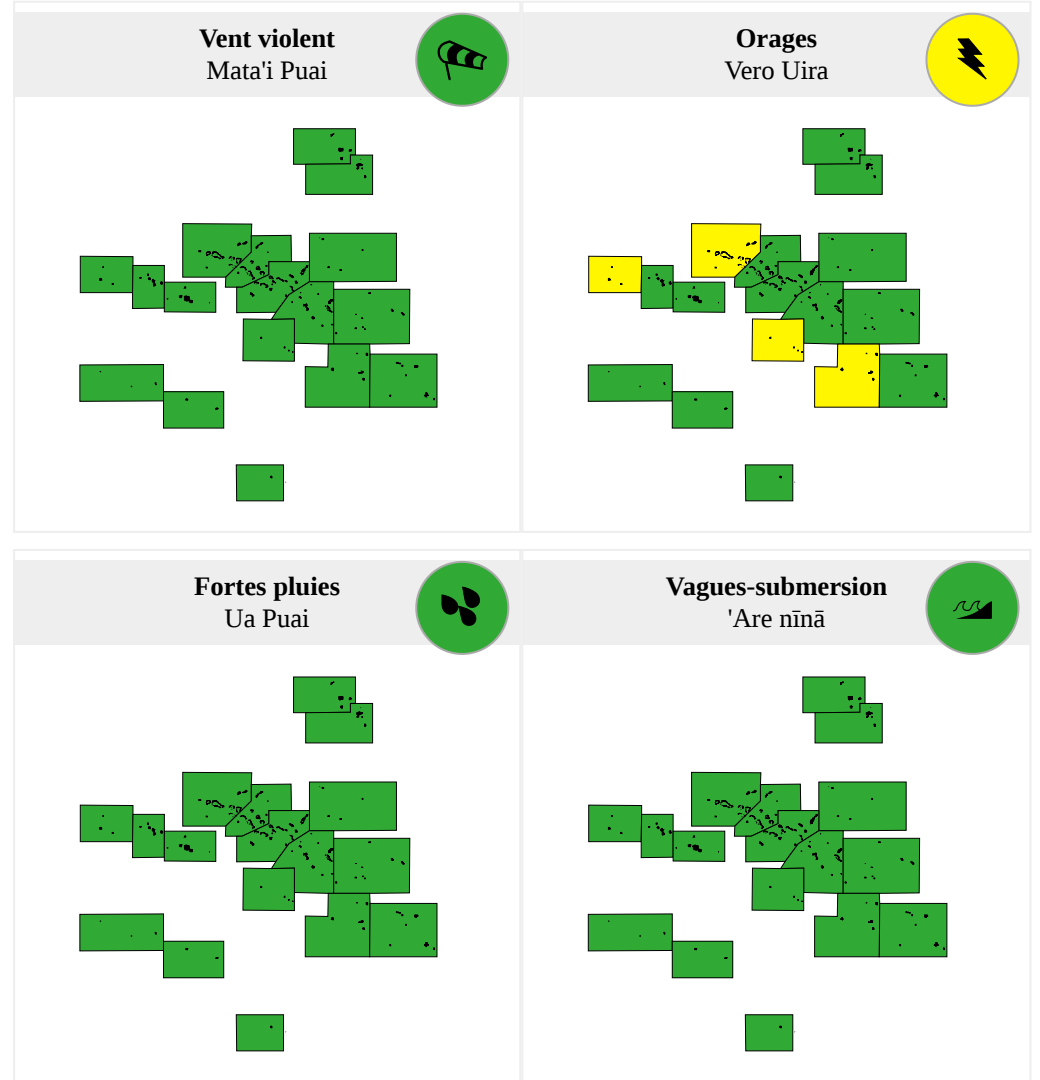 Vent violent
Mata'i Puai
Orages
Vero Uira
Fortes pluies
Ua Puai
Vagues-submersion
'Are nīnā